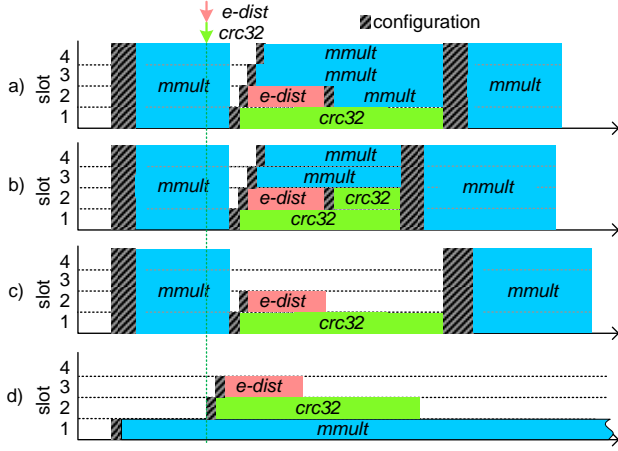 e-dist
crc32
configuration
a)
slot
4
3
2
1
mmult
mmult
mmult
e-dist
mmult
crc32
mmult
b)
slot
4
3
2
1
mmult
mmult
mmult
e-dist
crc32
crc32
mmult
c)
slot
4
3
2
1
mmult
e-dist
crc32
mmult
d)
slot
4
3
2
1
e-dist
crc32
mmult